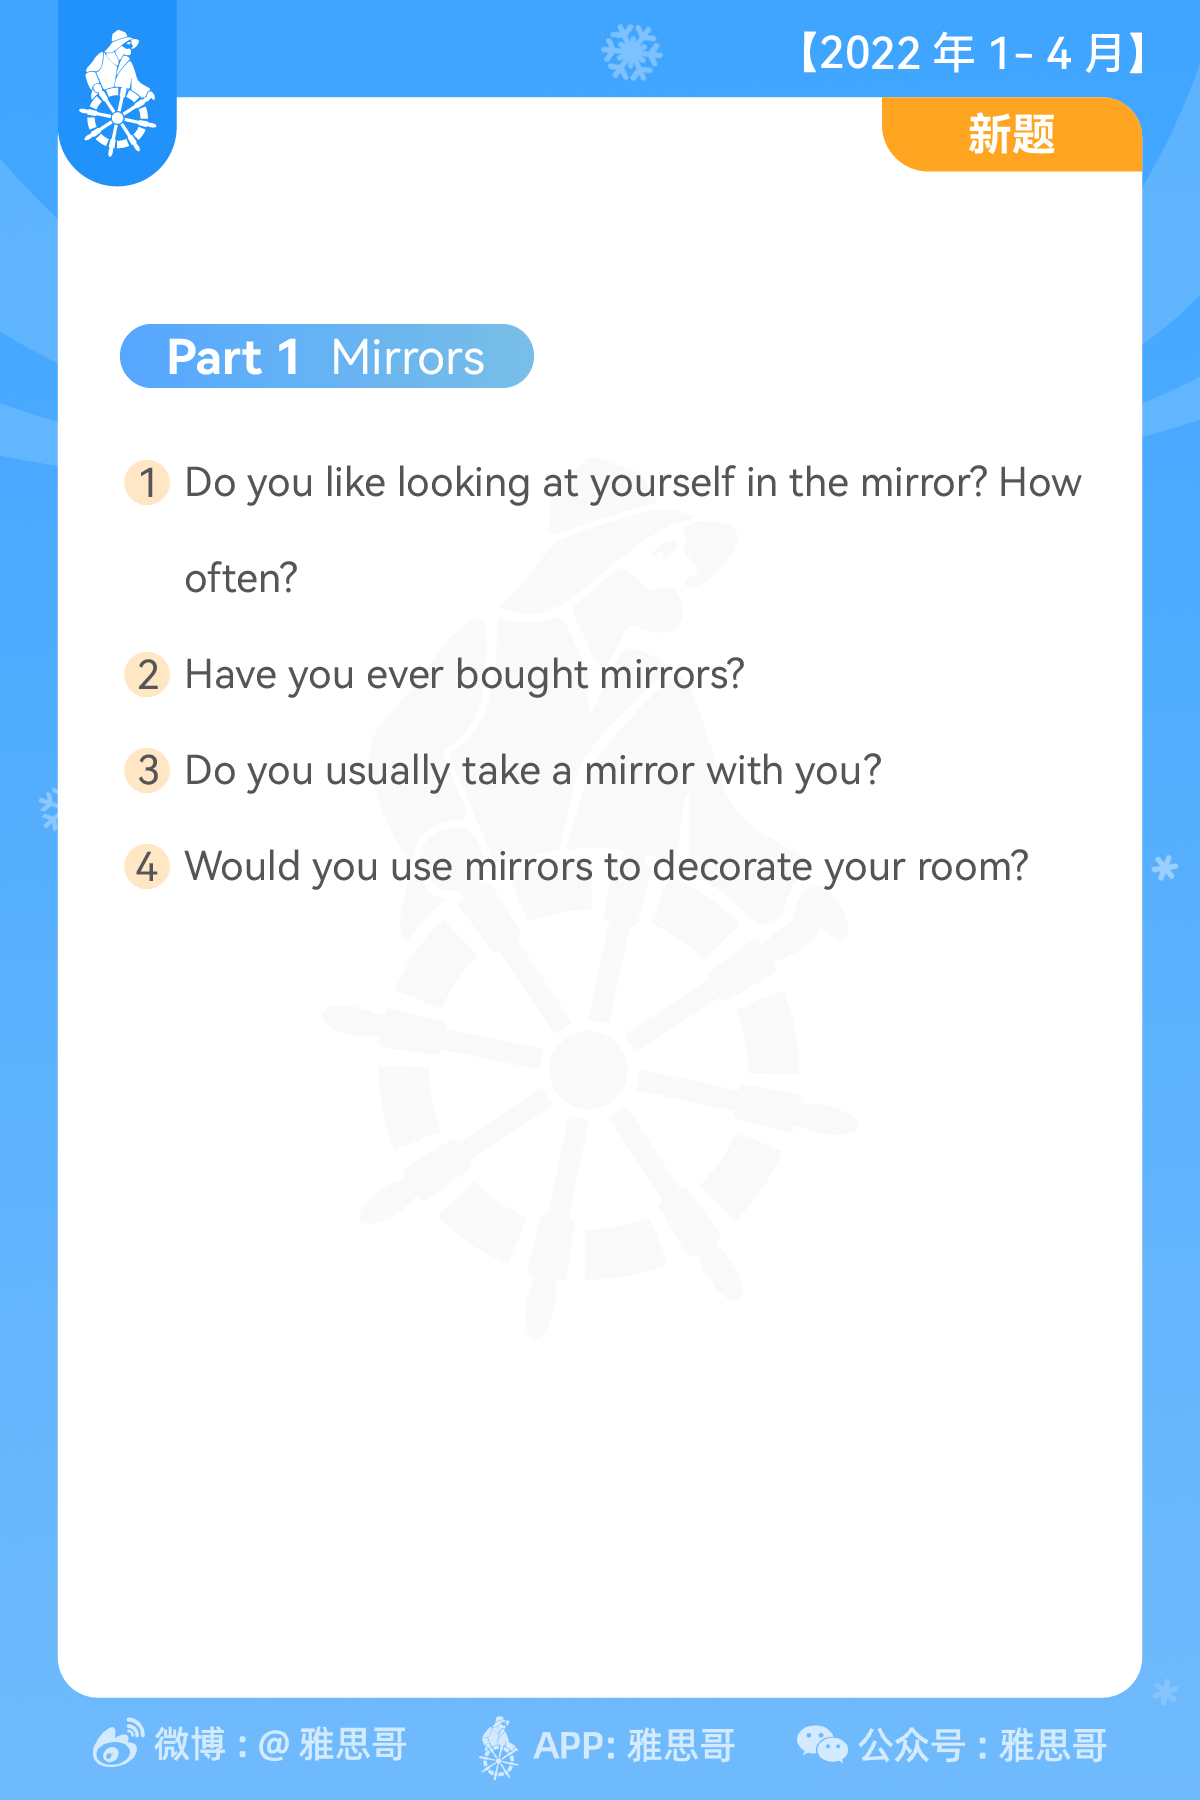 【2022 年 1- 4 月】
新题
Part 1 Mirrors
1 Do you like looking at yourself in the mirror? How
often?
2 Have you ever bought mirrors?
3 Do you usually take a mirror with you?
4 Would you use mirrors to decorate your room?
微博：@ 雅思哥 APP: 雅思哥 公众号：雅思哥